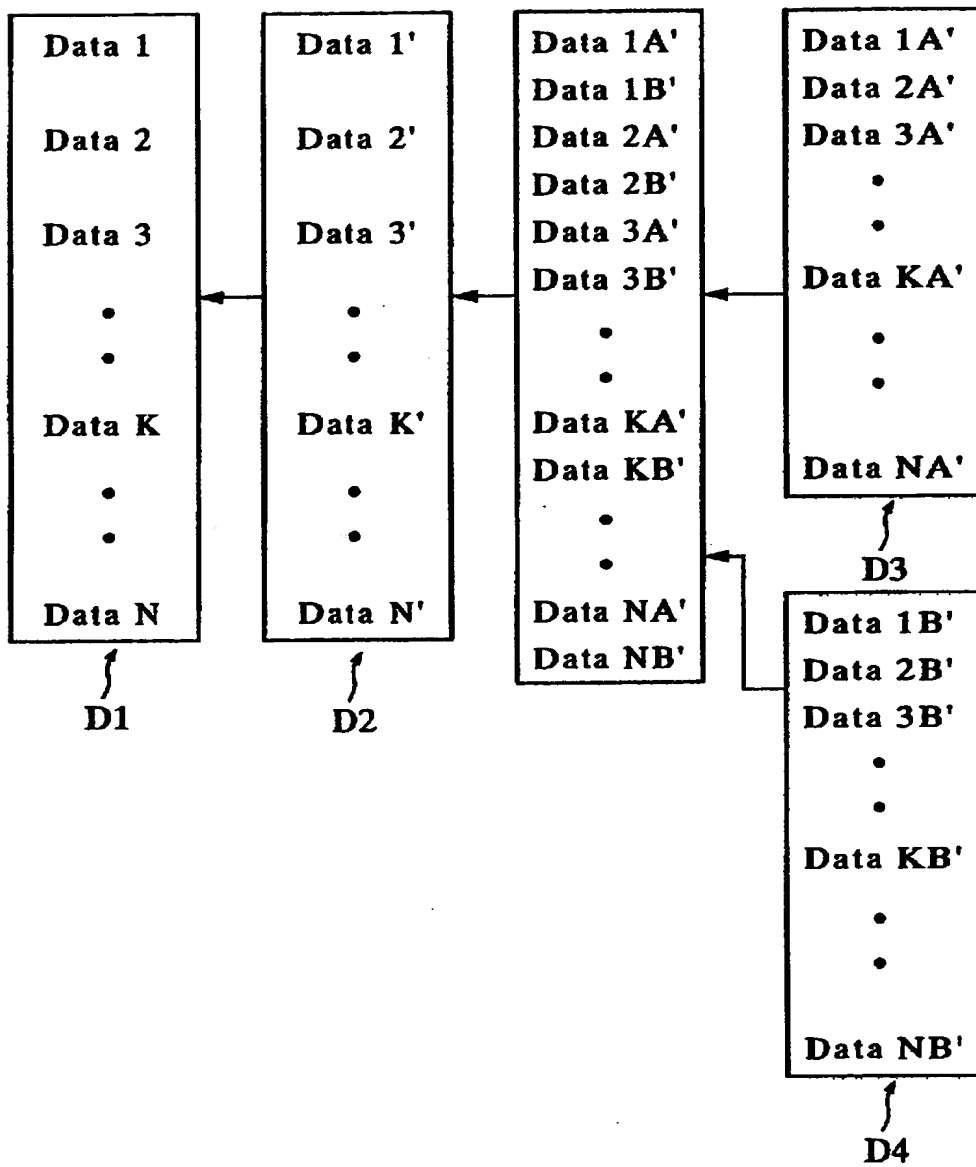 Data 1
Data 2
Data 3
Data K
Data N
D1
Data 1'
Data 2'
Data 3'
Data K'
Data N'
D2
Data 1A'
Data 1B'
Data 2A'
Data 2B'
Data 3A'
Data 3B'
Data KA'
Data KB'
Data NA'
Data NB'
Data 1A'
Data 2A'
Data 3A'
Data KA'
Data NA'
D3
Data 1B'
Data 2B'
Data 3B'
Data KB'
Data NB'
D4